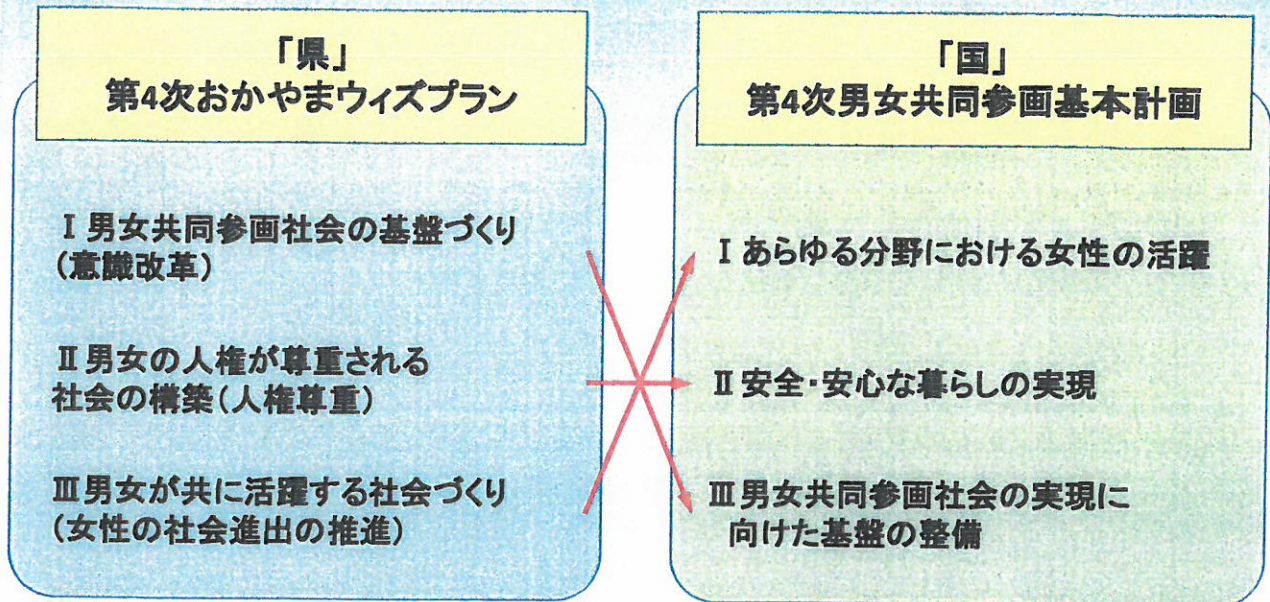 「県」
第4次おかやまウィズプラン
Ⅰ男女共同参画社会の基盤づくり
(意識改革)
Ⅱ男女の人権が尊重される
社会の構築(人権尊重)
Ⅲ男女が共に活躍する社会づくり
(女性の社会進出の推進)
「国」
第4次男女共同参画基本計画
Ⅰあらゆる分野における女性の活躍
Ⅱ安全・安心な暮らしの実現
Ⅲ男女共同参画社会の実現に
向けた基盤の整備